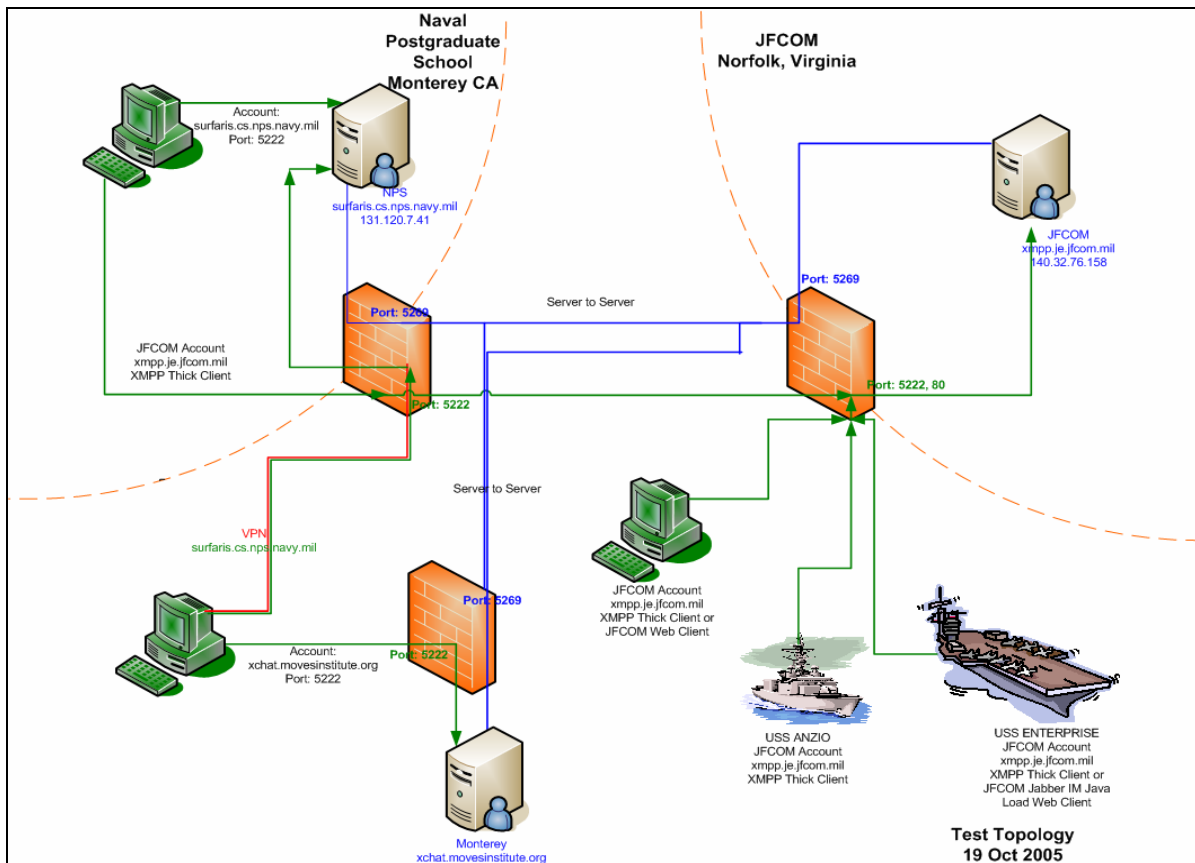 Naval
Postgraduate
School
Monterey CA
JFCOM
Norfolk, Virginia
Account:
surfaris.cs.nps.navy.mil
Port: 5222
NPS
surfaris.cs.nps.navy.mil
131.120.7.41
JFCOM
xmpp.je.jfcom.mil
140.32.76.158
Port: 5269
Server to Server
Port: 5269
JFCOM Account
xmpp.je.jfcom.mil
XMPP Thick Client
Port: 5222
Port: 5222, 80
Server to Server
VPN
surfaris.cs.nps.navy.mil
JFCOM Account
xmpp.je.jfcom.mil
XMPP Thick Client or
JFCOM Web Client
Port: 5269
Account:
xchat.movesinstitute.org
Port: 5222
Port: 5222
USS ANZIO
JFCOM Account
xmpp.je.jfcom.mil
XMPP Thick Client
USS ENTERPRISE
JFCOM Account
xmpp.je.jfcom.mil
XMPP Thick Client or
JFCOM Jabber IM Java
Load Web Client
Monterey
xchat.movesinstitute.org
Test Topology
19 Oct 2005